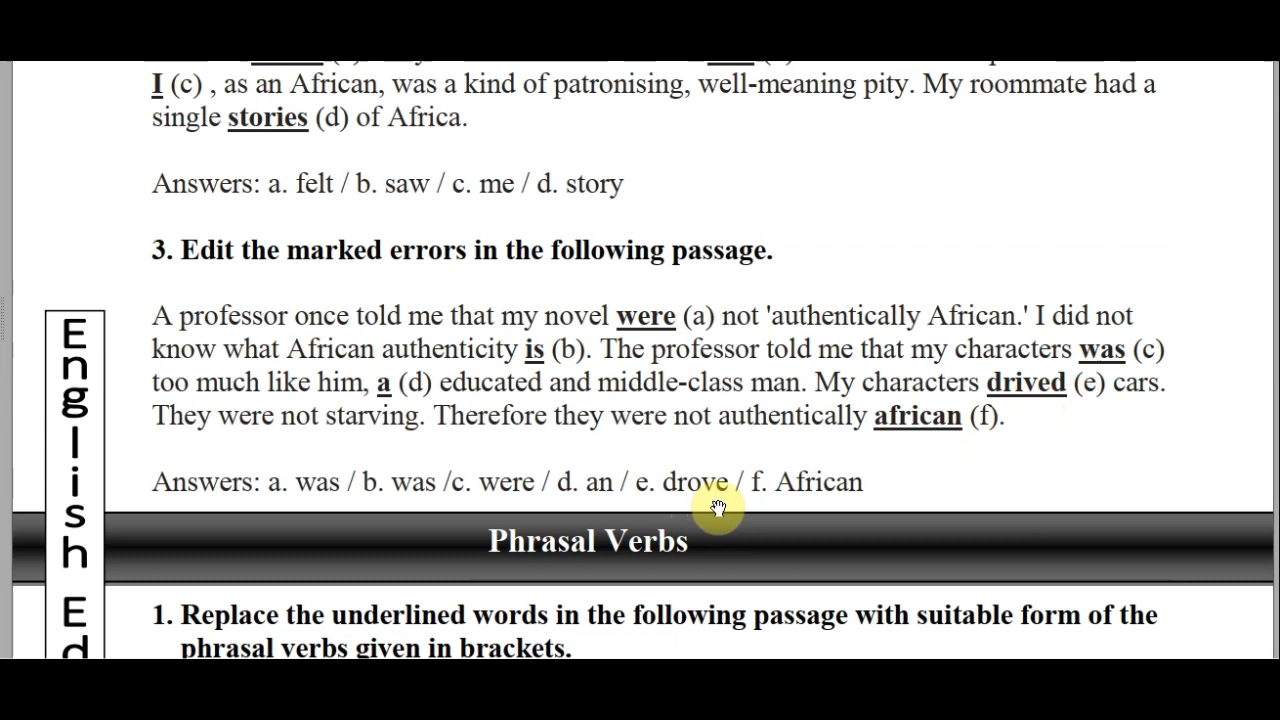 I (c) , as an African, was a kind of patronising, well-meaning pity. My roommate had a
single stories (d) of Africa.
Answers: a. felt / b. saw / c. me / d. story
3. Edit the marked errors in the following passage.
A professor once told me that my novel were (a) not 'authentically African.' I did not
know what African authenticity is (b). The professor told me that my characters was (c)
too much like him, a (d) educated and middle-class man. My characters drived (e) cars.
They were not starving. Therefore they were not authentically african (f).
Answers: a. was / b. was /c. were / d. an / e. drove / f. African
English Ed
Phrasal Verbs
1. Replace the underlined words in the following passage with suitable form of the
phrasal verbs given in brackets.